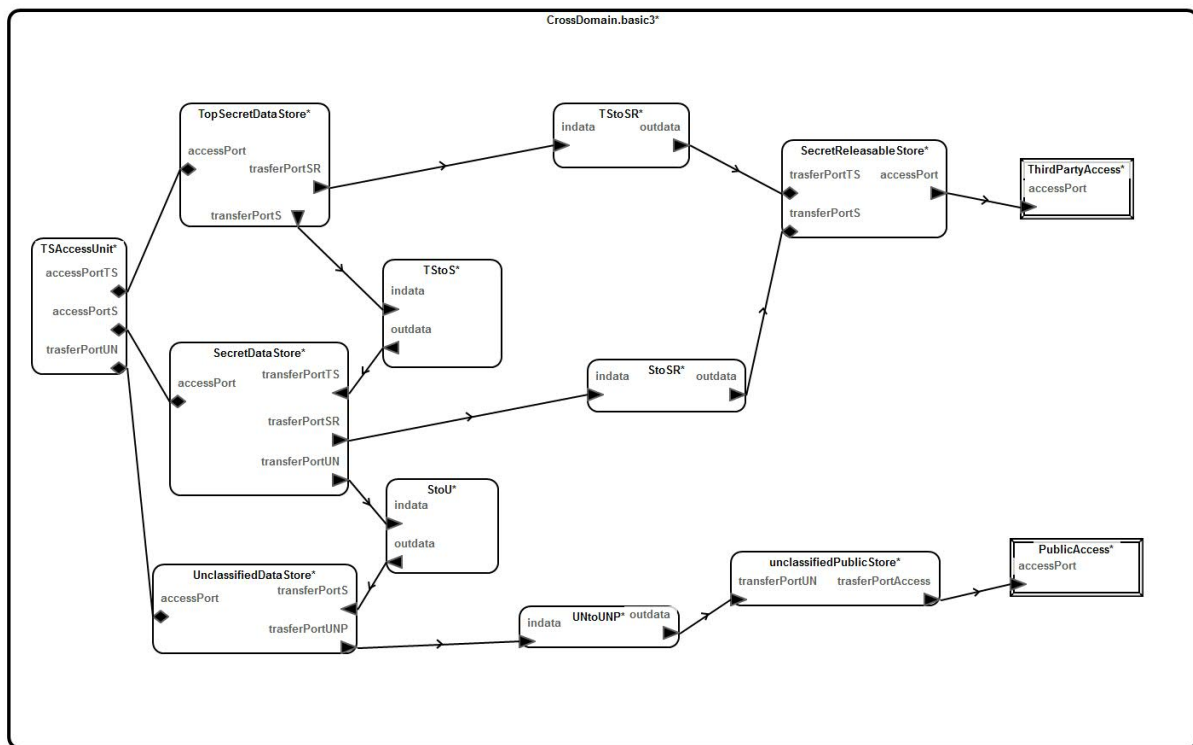 CrossDomain.basic3*
TopSecretDataStore*
accessPort
trasferPortSR
transferPortS
TStoSR*
indata outdata
SecretReleasableStore*
trasferPortTS accessPort
transferPortS
ThirdPartyAccess*
accessPort
TSAccessUnit*
accessPortTS
accessPortS
trasferPortUN
TStoS*
indata
outdata
SecretDataStore*
transferPortTS
accessPort
trasferPortSR
transferPortUN
StoSR*
indata outdata
StoU*
indata
outdata
UnclassifiedDataStore*
transferPortS
accessPort
trasferPortUNP
UNtoUNP*
indata outdata
unclassifiedPublicStore*
transferPortUN trasferPortAccess
PublicAccess*
accessPort